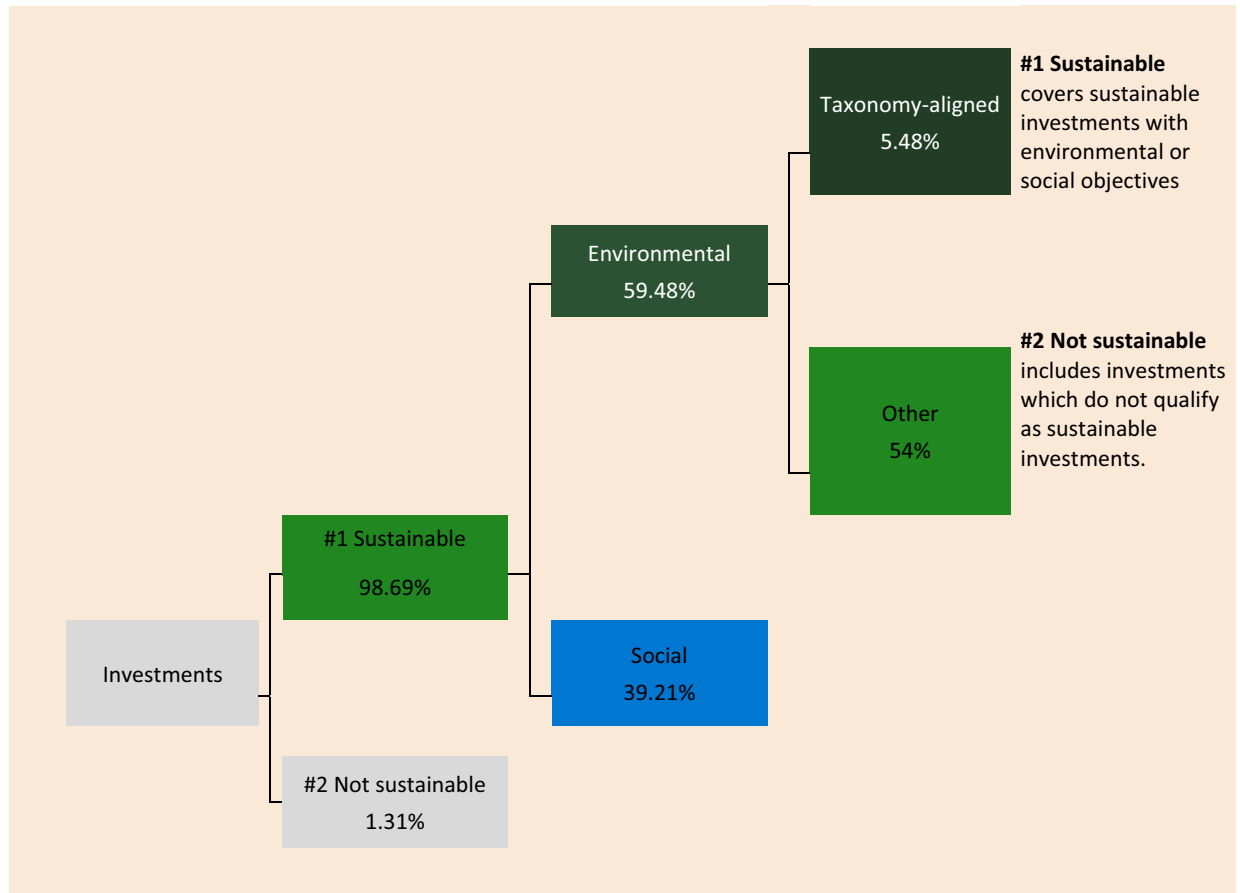 Taxonomy-aligned
5.48%
#1 Sustainable
covers sustainable
investments with
environmental or
social objectives
Environmental
59.48%
Other
54%
#2 Not sustainable
includes investments
which do not qualify
as sustainable
investments.
#1 Sustainable
98.69%
Investments
Social
39.21%
#2 Not sustainable
1.31%